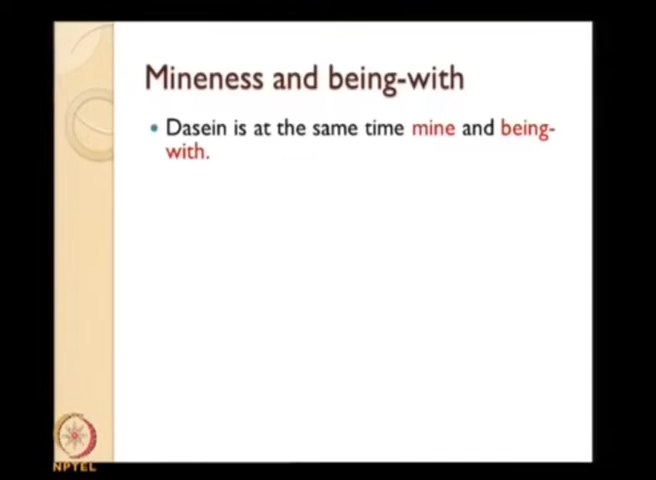 Mineness and being-with
• Dasein is at the same time mine and being-
with.
NPTEL